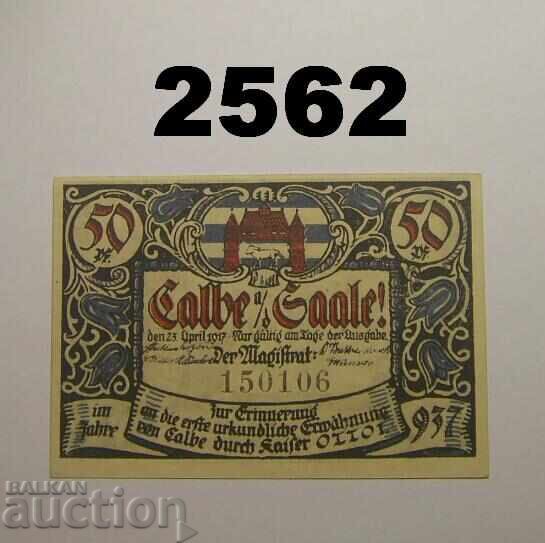 2562
50 Pf.
50 Pf.
Calbe a/d Saale!
den 23. April 1917 · Nur gültig am Tage der Ausgabe
Der Magistrat:
150106
im Jahre
zur Erinnerung
an die erste urkundliche Erwähnung
von Calbe durch Kaiser OTTO I
937
BALKAN
auction